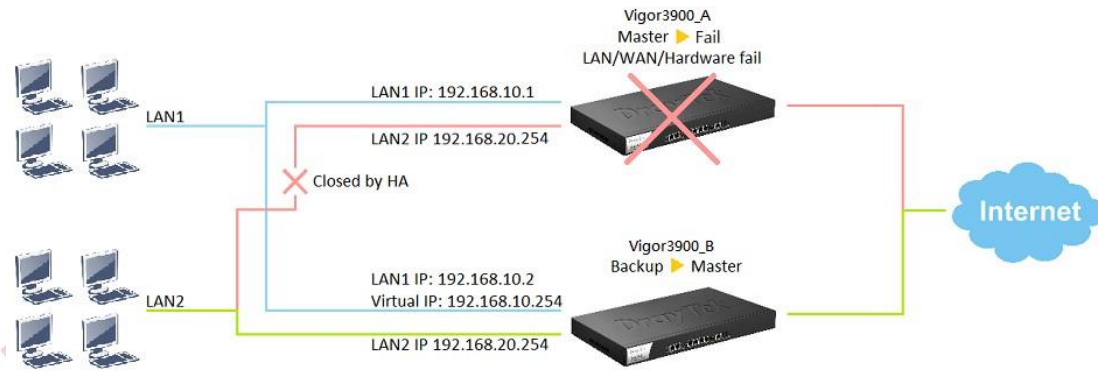 Vigor3900_A
Master ▶ Fail
LAN/WAN/Hardware fail
LAN1 IP: 192.168.10.1
LAN1
LAN2 IP 192.168.20.254
Closed by HA
Internet
Vigor3900_B
Backup ▶ Master
LAN1 IP: 192.168.10.2
LAN2
Virtual IP: 192.168.10.254
LAN2 IP 192.168.20.254
DrayTek
DrayTek